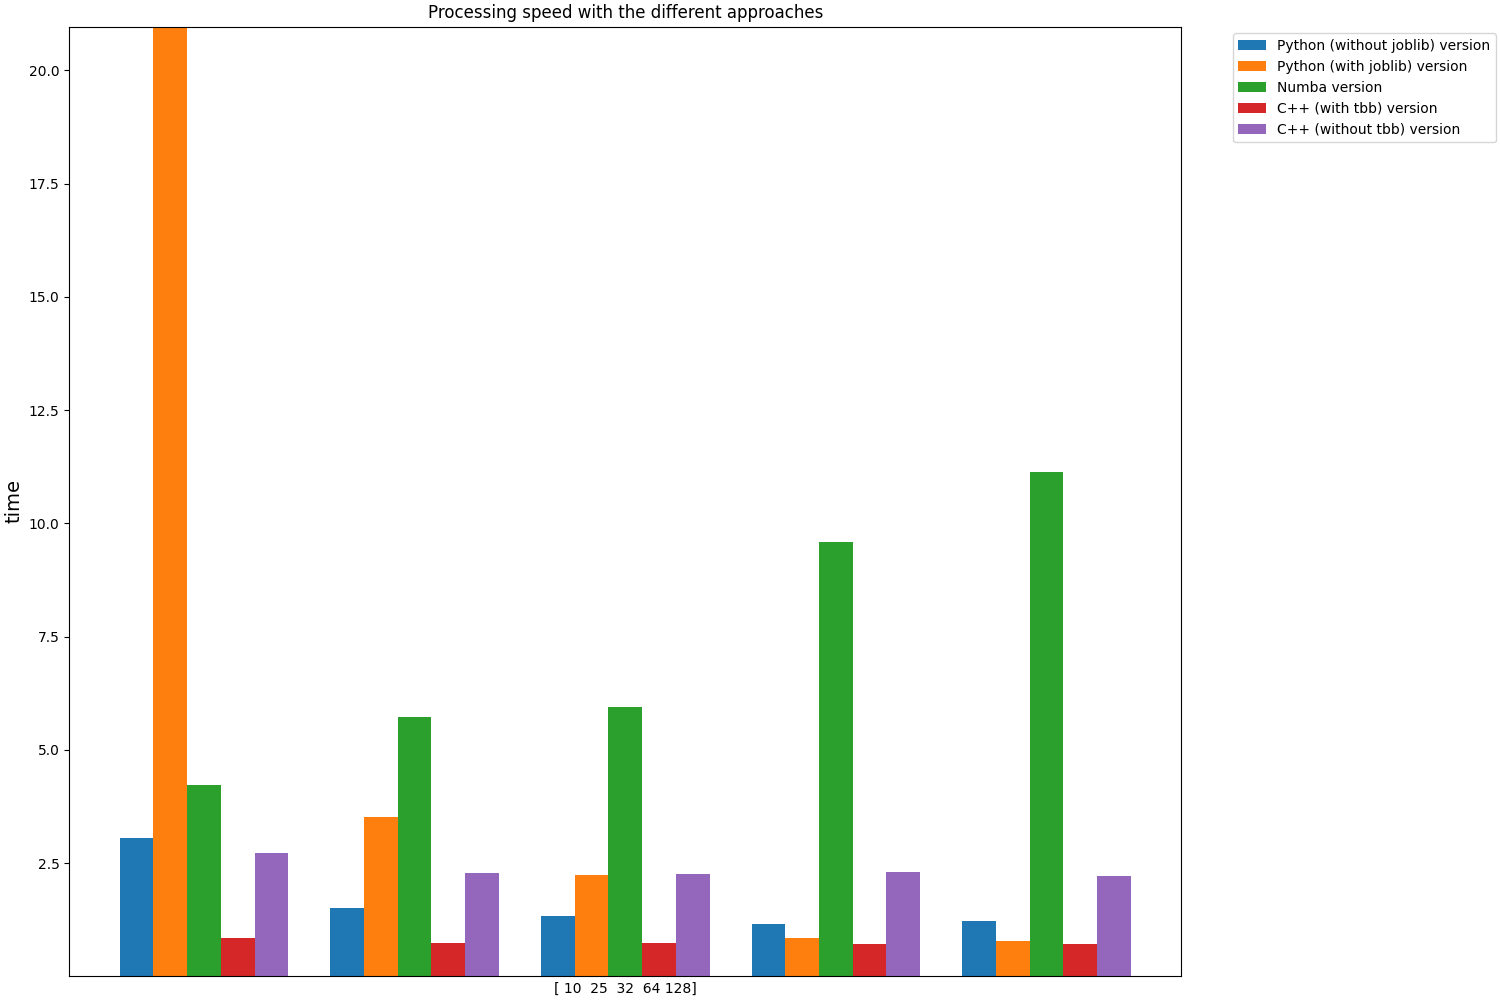 Processing speed with the different approaches
Python (without joblib) version
Python (with joblib) version
Numba version
C++ (with tbb) version
C++ (without tbb) version
time
20.0
17.5
15.0
12.5
10.0
7.5
5.0
2.5
[ 10  25  32  64 128]